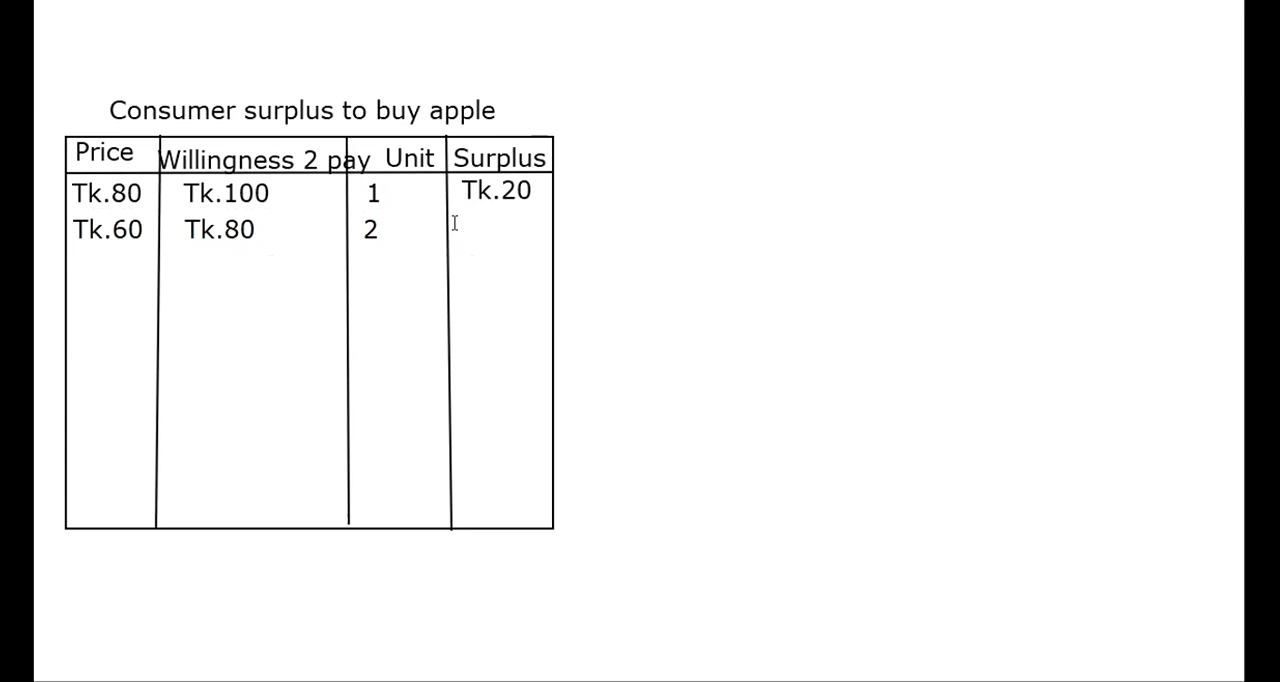 Consumer surplus to buy apple
Price Willingness 2 pay Unit Surplus
Tk.80 Tk.100 1 Tk.20
Tk.60 Tk.80 2